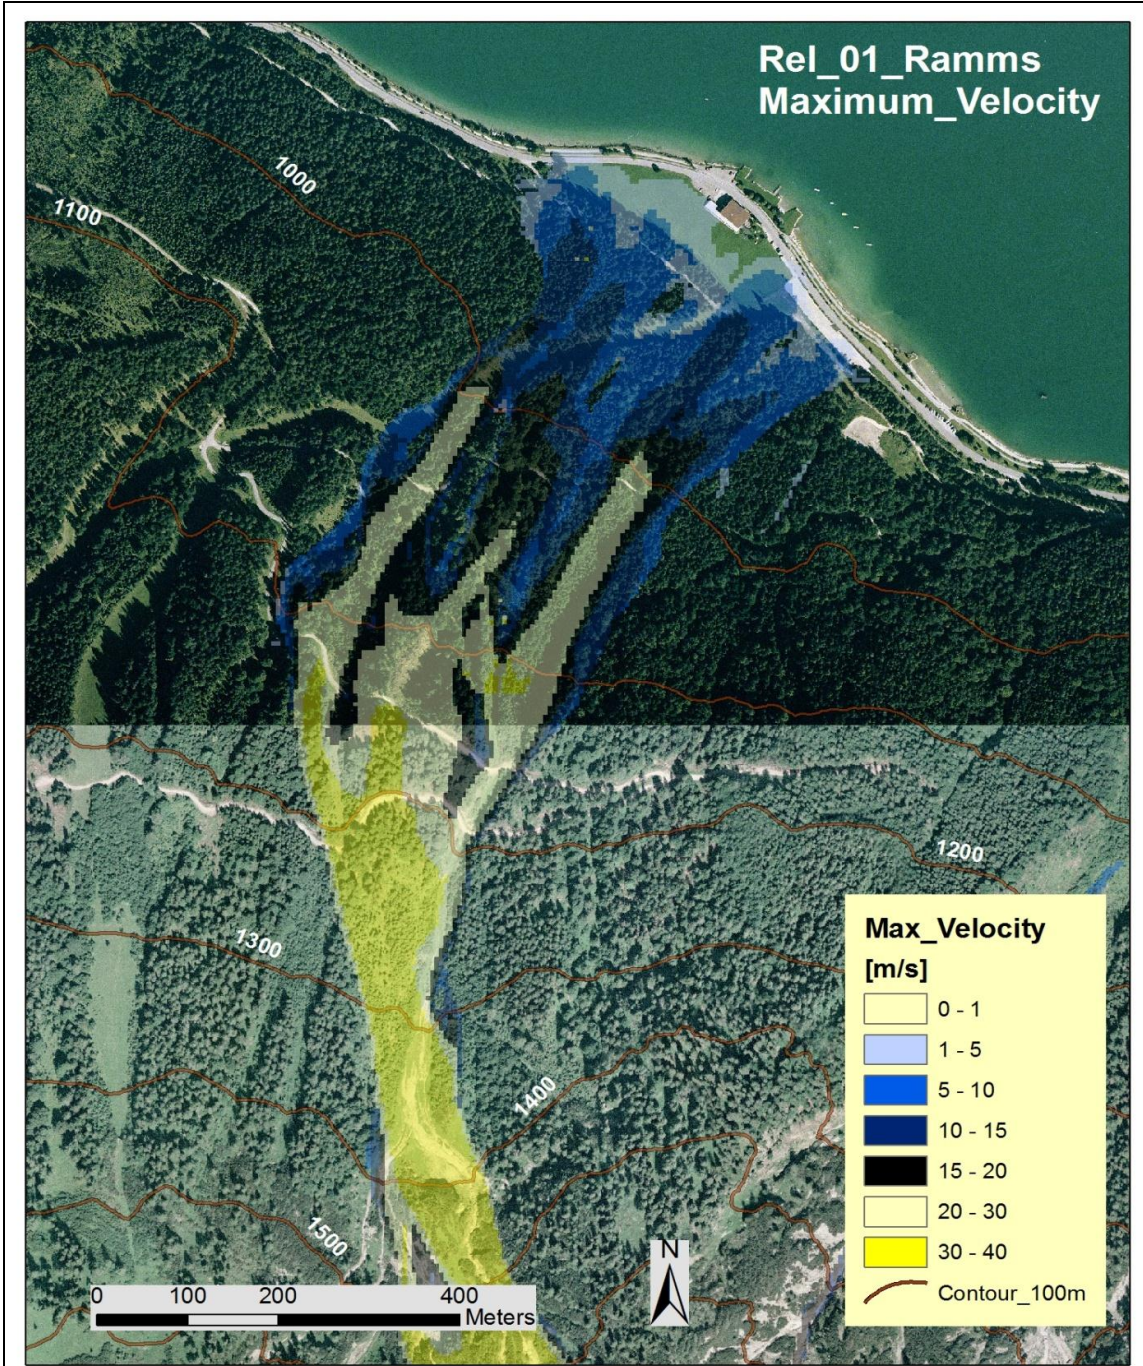 Rel_01_Ramms
Maximum_Velocity
1000
1100
1200
1300
1400
1500
Max_Velocity
[m/s]
0 - 1
1 - 5
5 - 10
10 - 15
15 - 20
20 - 30
30 - 40
Contour_100m
N
0 100 200 400
Meters